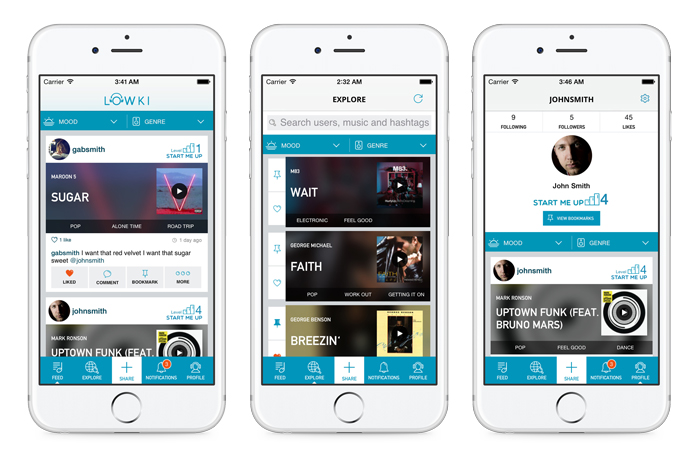 Carrier 3:41 AM
LOWKI
MOOD GENRE
gabsmith Level 1
START ME UP
MAROON 5
SUGAR
POP ALONE TIME ROAD TRIP
1 like 1 day ago
gabsmith I want that red velvet I want that sugar
sweet @johnsmith
LIKED COMMENT BOOKMARK MORE
johnsmith Level 4
START ME UP
MARK RONSON
UPTOWN FUNK (FEAT.
FEED EXPLORE SHARE NOTIFICATIONS 3 PROFILE
Carrier 2:32 AM
EXPLORE
Search users, music and hashtags
MOOD GENRE
M83
WAIT
M83.
ELECTRONIC FEEL GOOD
GEORGE MICHAEL
FAITH
POP WORK OUT GETTING IT ON
GEORGE BENSON
BREEZIN'
FEED EXPLORE SHARE NOTIFICATIONS PROFILE
Carrier 3:46 AM
JOHNSMITH
9 5 45
FOLLOWING FOLLOWERS LIKES
John Smith
START ME UP 4
VIEW BOOKMARKS
MOOD GENRE
johnsmith Level 4
START ME UP
MARK RONSON
UPTOWN FUNK (FEAT.
BRUNO MARS)
POP FEEL GOOD DANCE
FEED EXPLORE SHARE NOTIFICATIONS 3 PROFILE